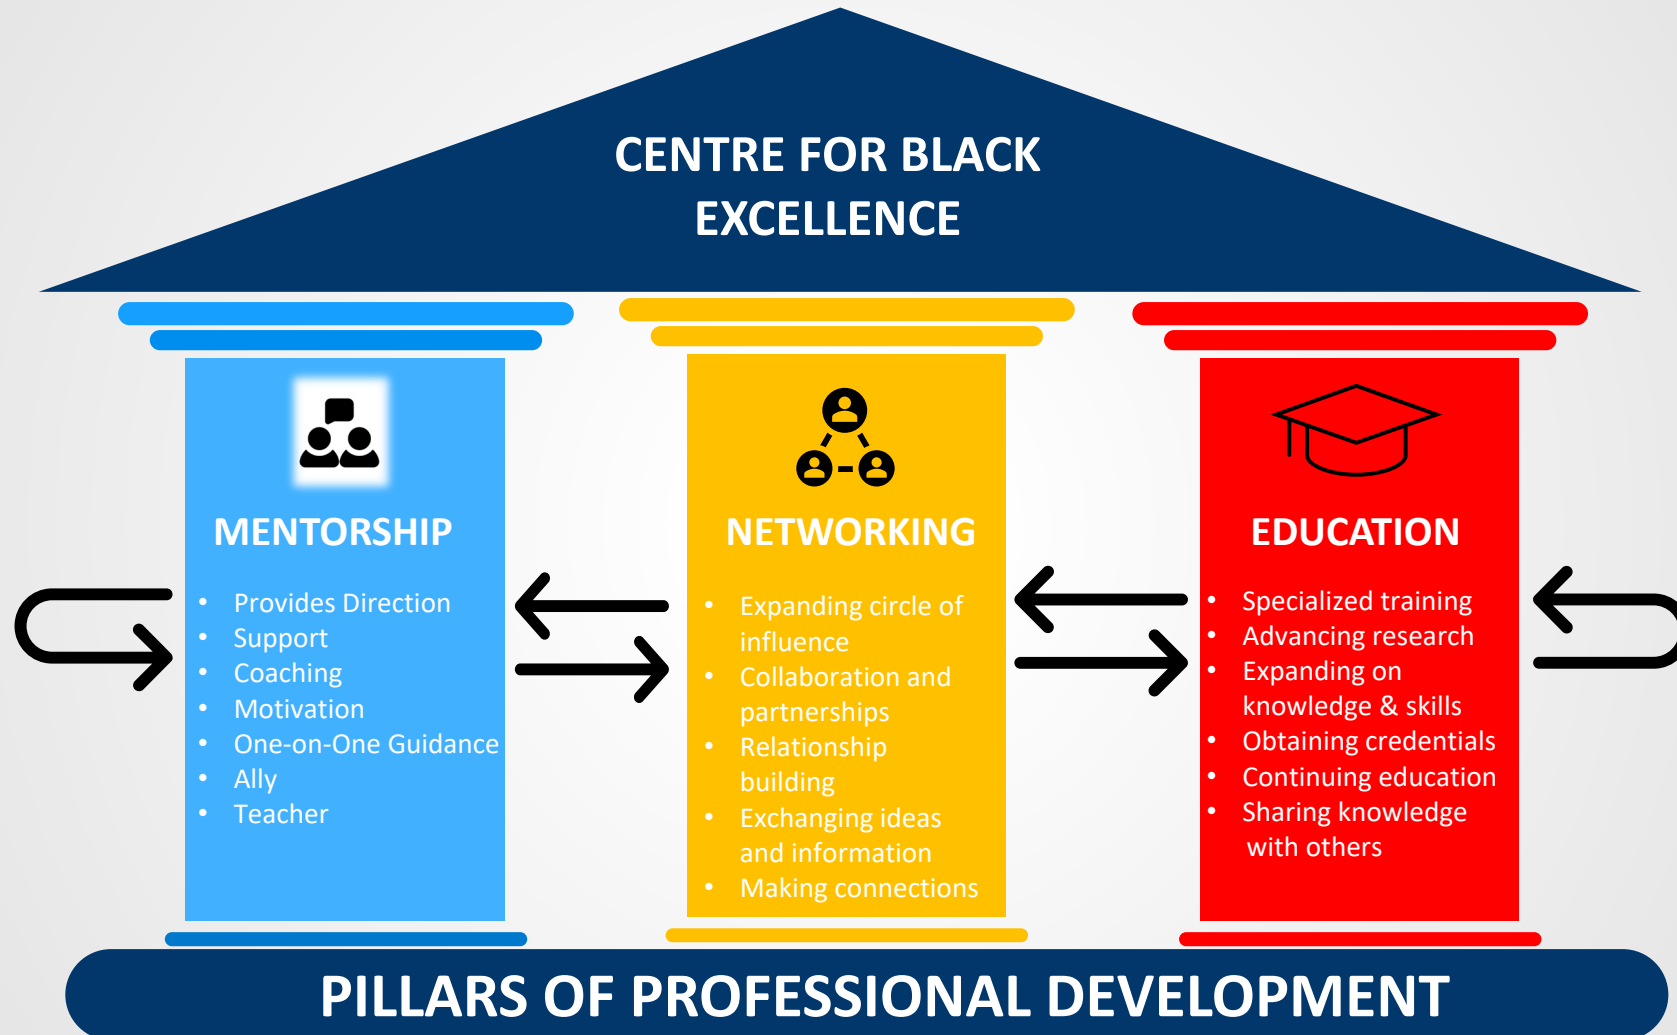 CENTRE FOR BLACK
EXCELLENCE
MENTORSHIP
• Provides Direction
• Support
• Coaching
• Motivation
• One-on-One Guidance
• Ally
• Teacher
NETWORKING
• Expanding circle of
influence
• Collaboration and
partnerships
• Relationship
building
• Exchanging ideas
and information
• Making connections
EDUCATION
• Specialized training
• Advancing research
• Expanding on
knowledge & skills
• Obtaining credentials
• Continuing education
• Sharing knowledge
with others
PILLARS OF PROFESSIONAL DEVELOPMENT